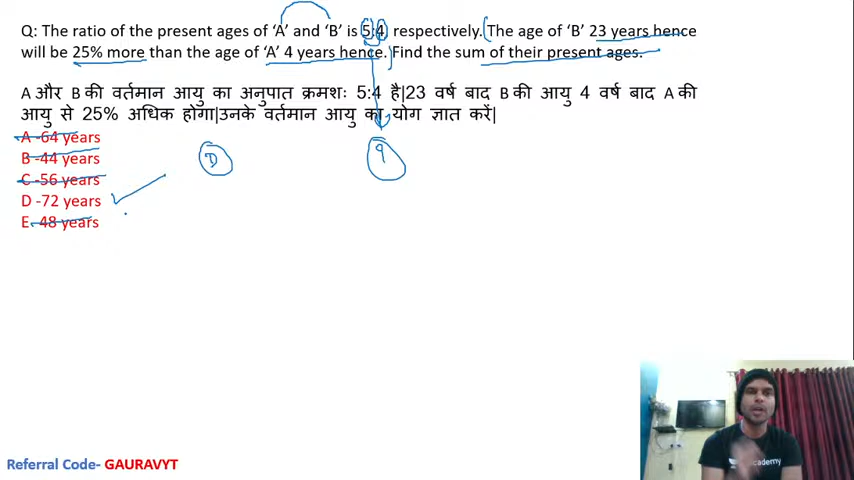 Q: The ratio of the present ages of ‘A’ and ‘B’ is 5:4 respectively. The age of ‘B’ 23 years hence
will be 25% more than the age of ‘A’ 4 years hence. Find the sum of their present ages.
A और B की वर्तमान आयु का अनुपात क्रमशः 5:4 है|23 वर्ष बाद B की आयु 4 वर्ष बाद A की
आयु से 25% अधिक होगा|उनके वर्तमान आयु का योग ज्ञात करें|
A -64 years
B -44 years
C -56 years
D -72 years
E- 48 years
D
9
academy
Referral Code- GAURAVYT